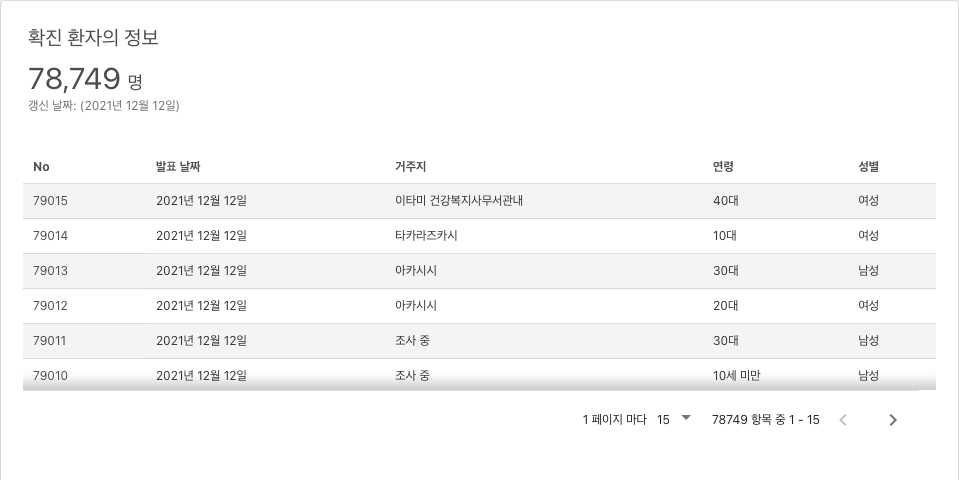 확진 환자의 정보
78,749 명
갱신 날짜: (2021년 12월 12일)
No 발표 날짜 거주지 연령 성별
79015 2021년 12월 12일 이타미 건강복지사무서관내 40대 여성
79014 2021년 12월 12일 타카라즈카시 10대 여성
79013 2021년 12월 12일 아카시시 30대 남성
79012 2021년 12월 12일 아카시시 20대 여성
79011 2021년 12월 12일 조사 중 30대 남성
79010 2021년 12월 12일 조사 중 10세 미만 남성
1 페이지 마다 15 78749 항목 중 1 - 15